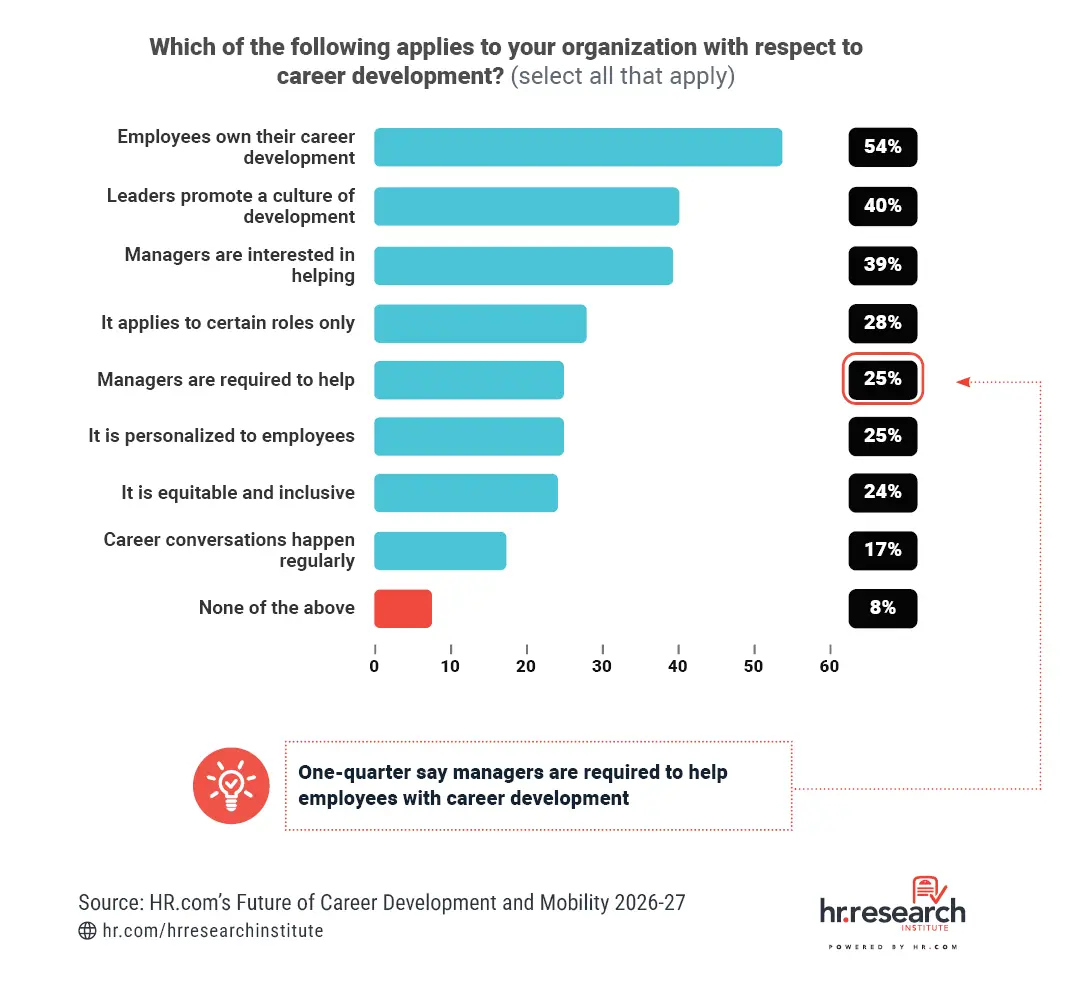 Which of the following applies to your organization with respect to
career development? (select all that apply)
Employees own their career
development
54%
Leaders promote a culture of
development
40%
Managers are interested in
helping
39%
It applies to certain roles only
28%
Managers are required to help
25%
It is personalized to employees
25%
It is equitable and inclusive
24%
Career conversations happen
regularly
17%
None of the above
8%
0 10 20 30 40 50 60
One-quarter say managers are required to help
employees with career development
Source: HR.com’s Future of Career Development and Mobility 2026-27
hr.com/hrresearchinstitute
hr.research
INSTITUTE
POWERED BY HR.COM